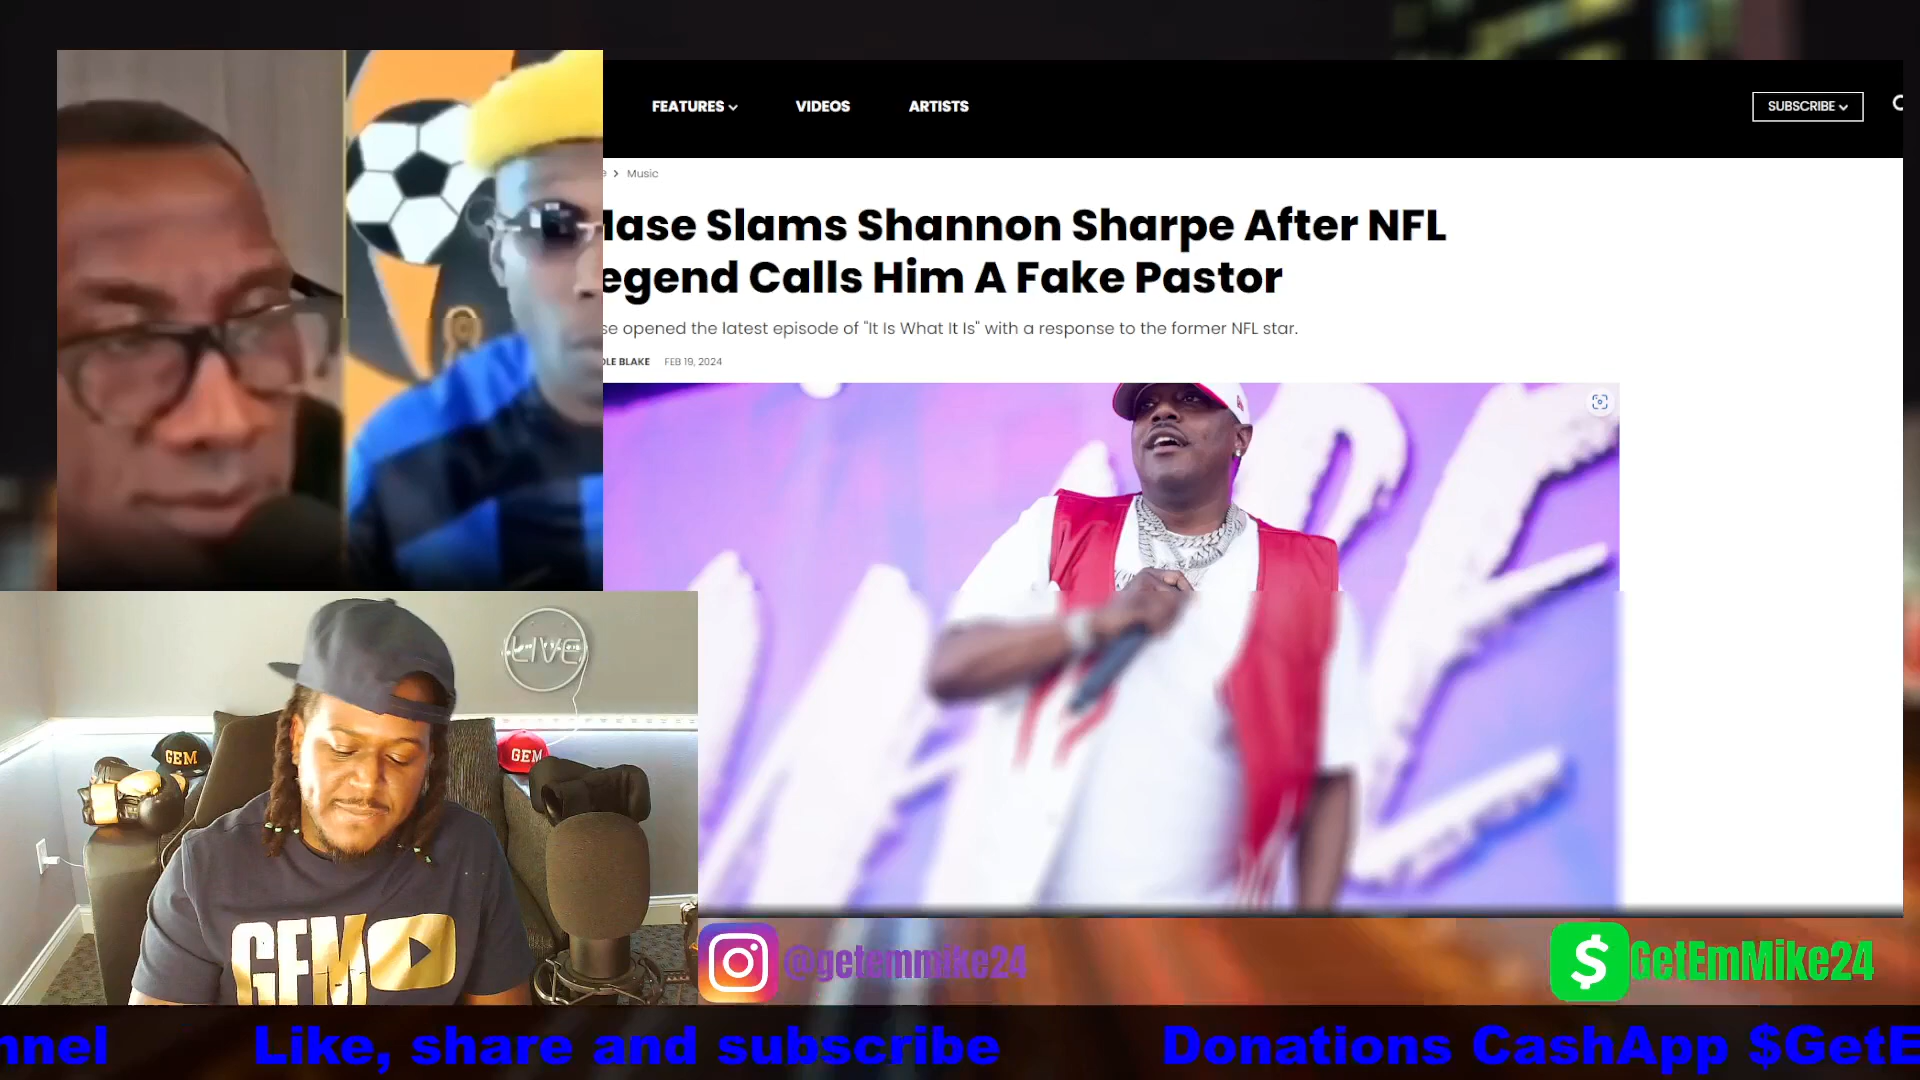 FEATURES VIDEOS ARTISTS SUBSCRIBE
Music
Mase Slams Shannon Sharpe After NFL
egend Calls Him A Fake Pastor
se opened the latest episode of "It Is What It Is" with a response to the former NFL star.
OLE BLAKE FEB 19, 2024
LIVE
GEM
GEM
GEM
@getemmike24
$
GetEmMike24
nnel Like, share and subscribe Donations CashApp $GetE